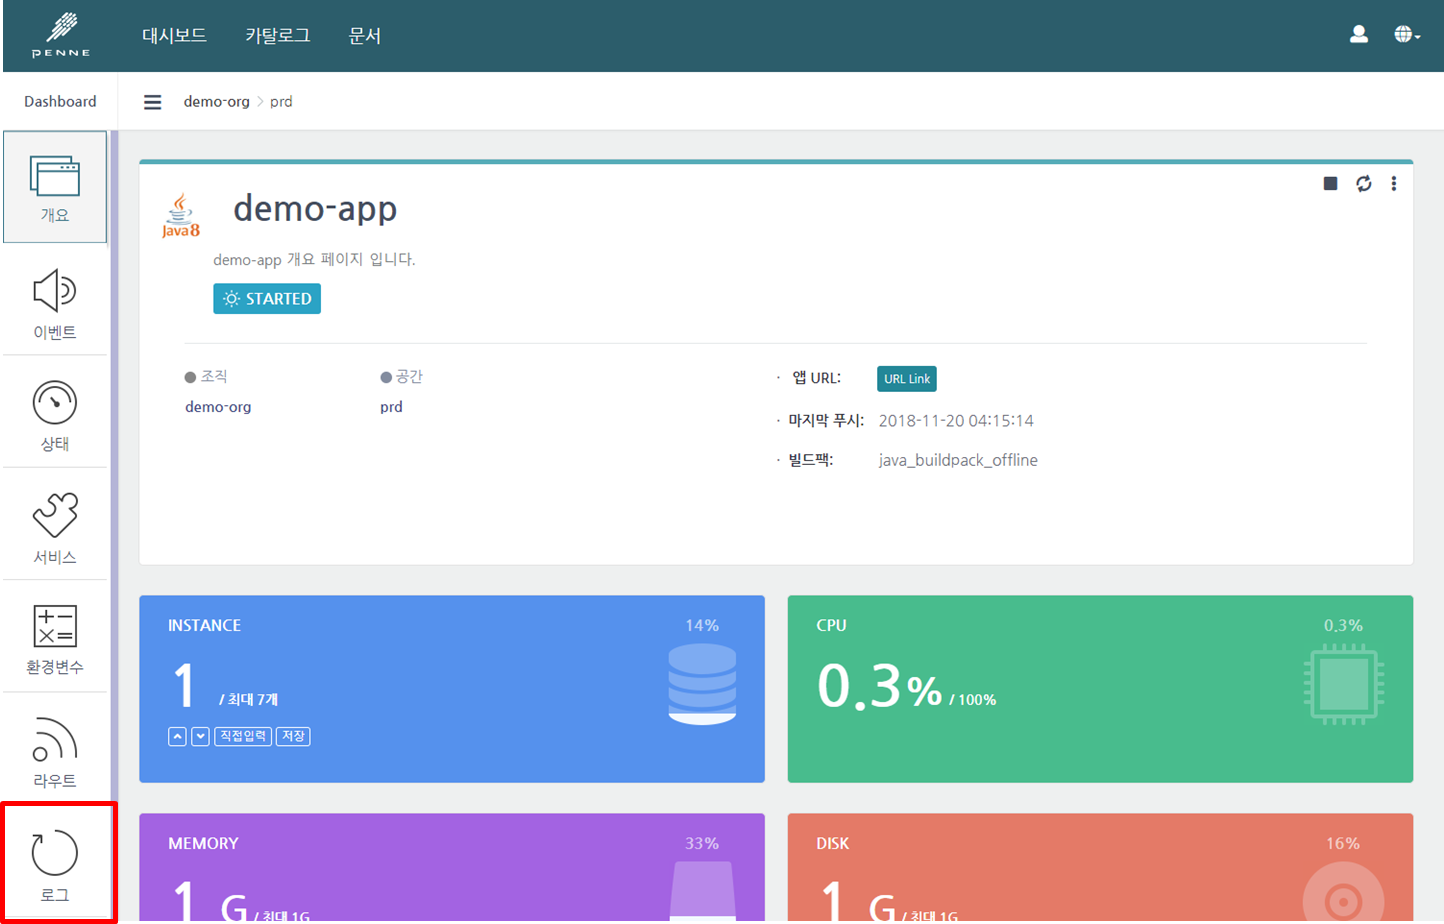 PENNE
대시보드 카탈로그 문서
Dashboard
demo-org > prd
개요
이벤트
상태
서비스
환경변수
라우트
로그
Java8
demo-app
demo-app 개요 페이지 입니다.
STARTED
조직
demo-org
공간
prd
· 앱 URL: URL Link
· 마지막 푸시: 2018-11-20 04:15:14
· 빌드팩: java_buildpack_offline
INSTANCE 14%
1 / 최대 7개
직접입력 저장
CPU 0.3%
0.3% / 100%
MEMORY 33%
1 G / 최대 1G
DISK 16%
1 G / 최대 1G